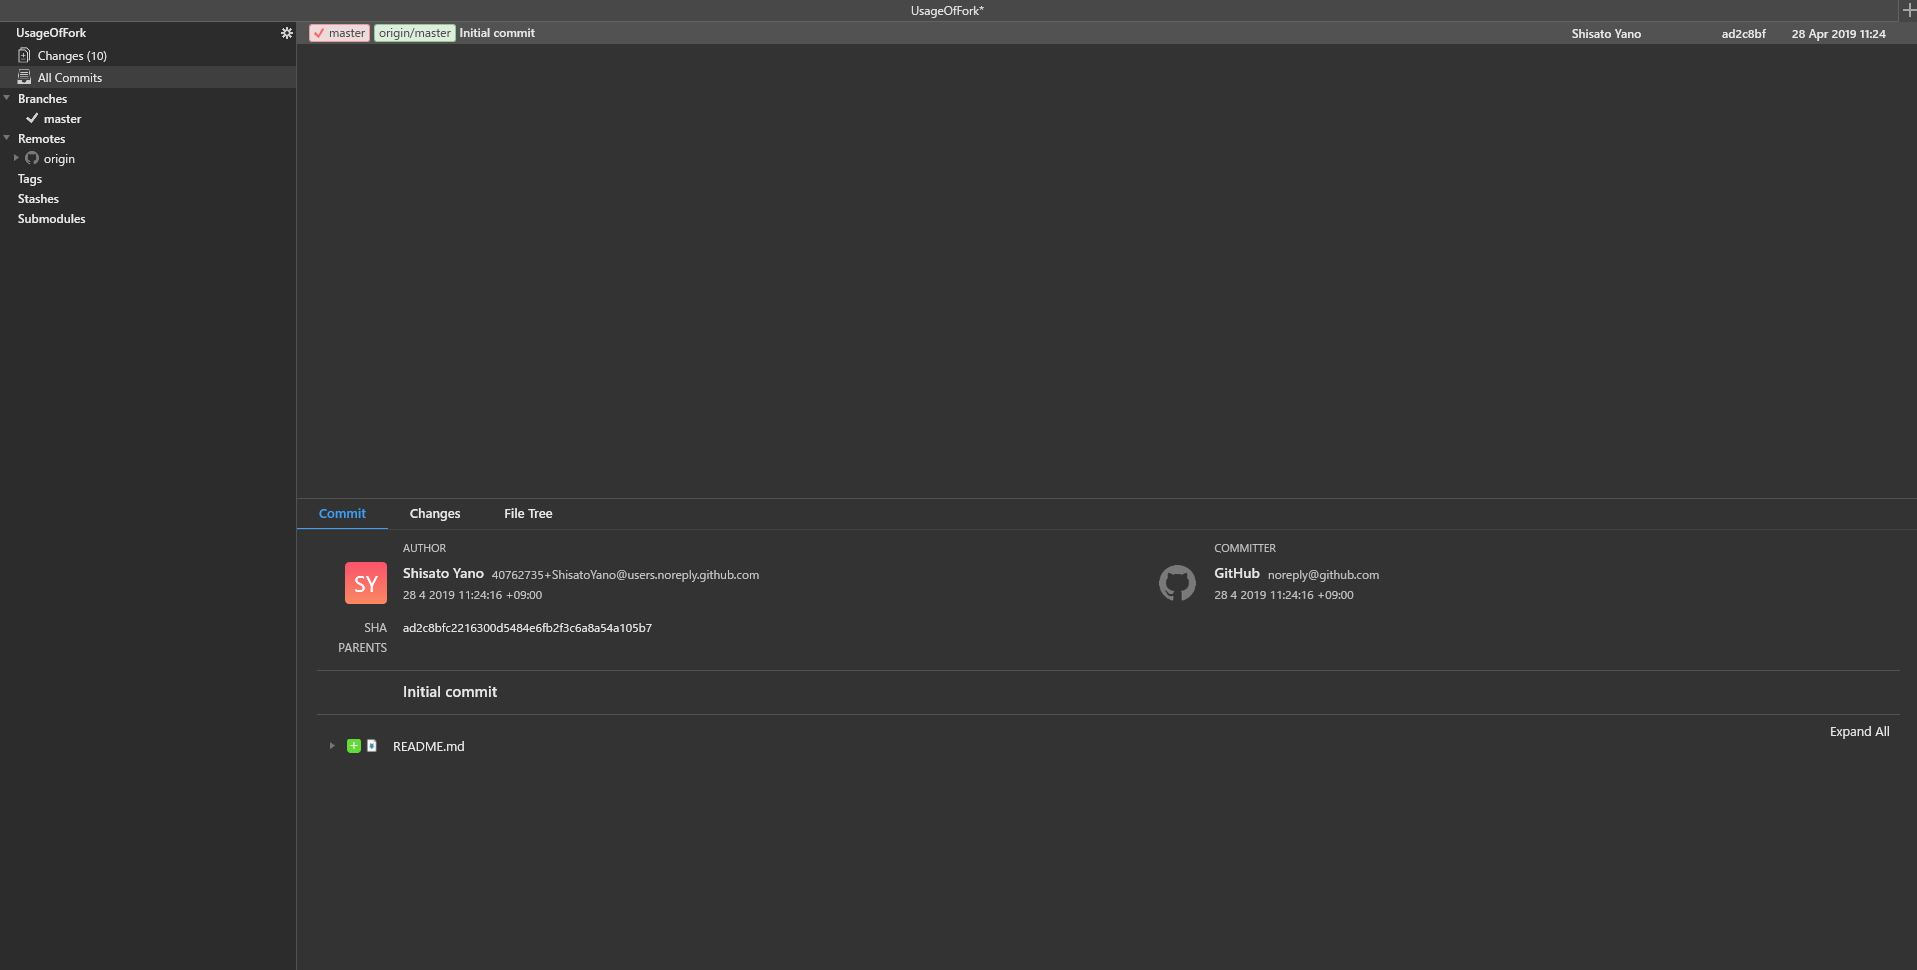 UsageOfFork*
UsageOfFork
Changes (10)
All Commits
Branches
master
Remotes
origin
Tags
Stashes
Submodules
master origin/master Initial commit Shisato Yano ad2c8bf 28 Apr 2019 11:24
Commit Changes File Tree
AUTHOR
Shisato Yano 40762735+ShisatoYano@users.noreply.github.com
28 4 2019 11:24:16 +09:00
SY
COMMITTER
GitHub noreply@github.com
28 4 2019 11:24:16 +09:00
SHA ad2c8bfc2216300d5484e6fb2f3c6a8a54a105b7
PARENTS
Initial commit
Expand All
README.md